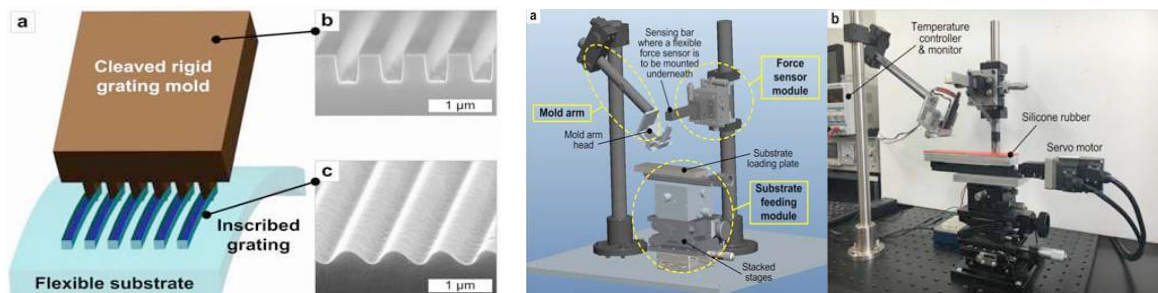 a
Cleaved rigid
grating mold
Inscribed
grating
Flexible substrate
b
1 µm
c
1 µm
a
Sensing bar
where a flexible
force sensor is
to be mounted
underneath
Force
sensor
module
Mold arm
Mold arm
head
Substrate
loading plate
Substrate
feeding
module
Stacked
stages
b
Temperature
controller
& monitor
Silicone rubber
Servo motor